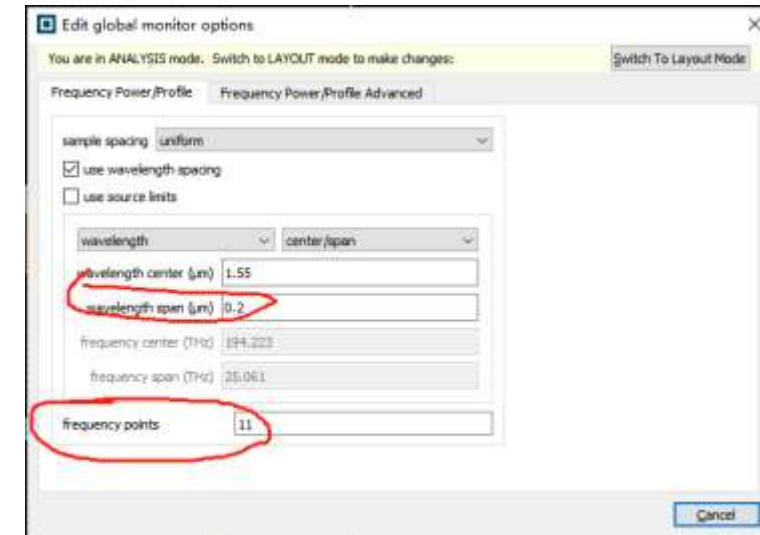 Edit global monitor options
You are in ANALYSIS mode. Switch to LAYOUT mode to make changes:
Switch To Layout Mode
Frequency Power/Profile
Frequency Power/Profile Advanced
sample spacing uniform
use wavelength spacing
use source limits
wavelength
center/span
wavelength center (μm) 1.55
wavelength span (μm) 0.2
frequency center (THz) 194.223
frequency span (THz) 25.061
frequency points 11
Cancel